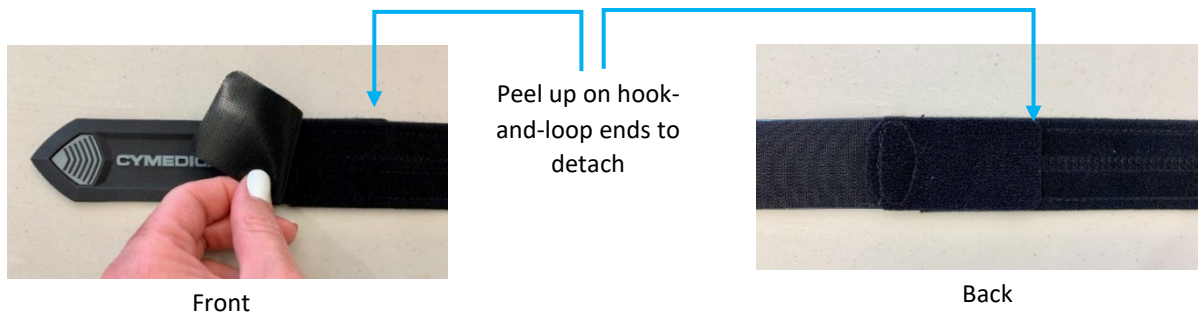 Peel up on hook-
and-loop ends to
detach
CYMEDIC
Front
Back